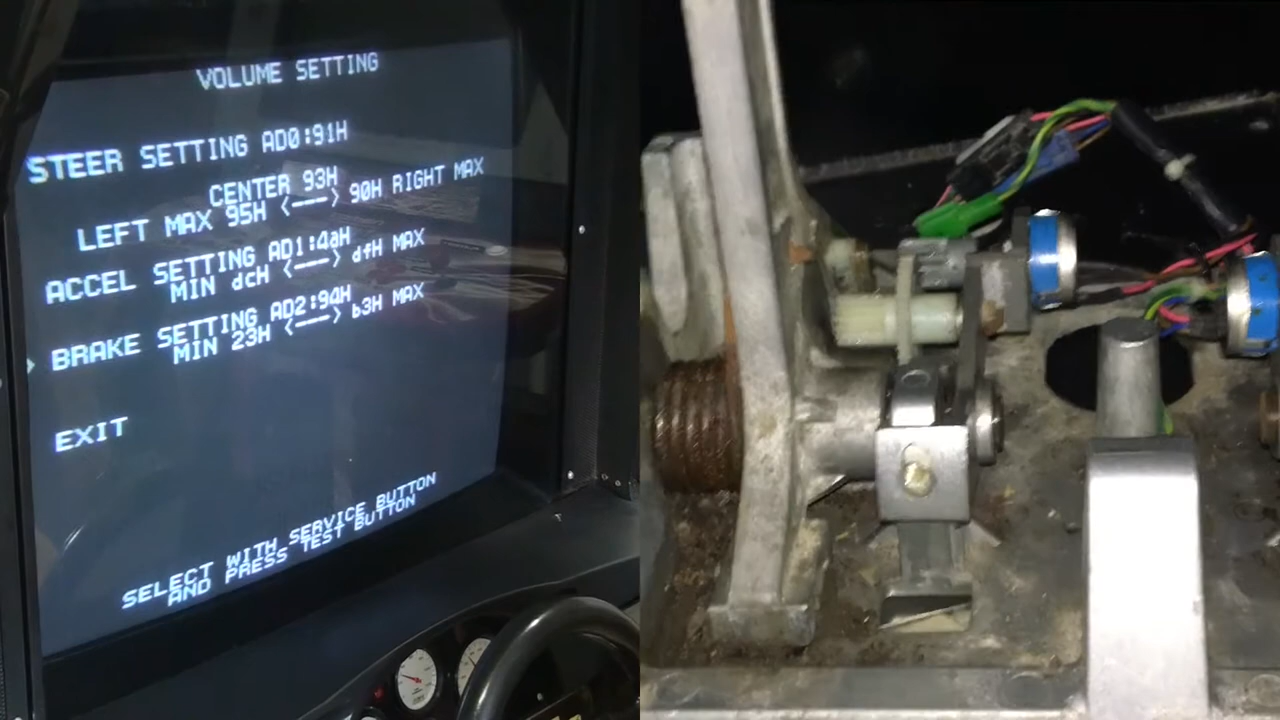 VOLUME SETTING
STEER SETTING AD0:91H
CENTER 93H
LEFT MAX 95H <---> 90H RIGHT MAX
ACCEL SETTING AD1:4aH
MIN dcH <---> dfH MAX
BRAKE SETTING AD2:94H
MIN 23H <---> b3H MAX
EXIT
SELECT WITH SERVICE BUTTON
AND PRESS TEST BUTTON